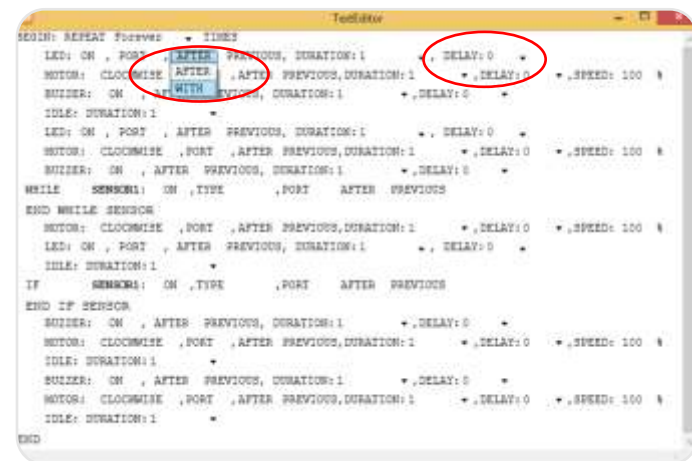 TextEditor
BEGIN: REPEAT Forever TIMES
LED: ON , PORT , AFTER PREVIOUS, DURATION:1 , DELAY:0
AFTER
WITH
MOTOR: CLOCKWISE ,AFTER PREVIOUS,DURATION:1 ,DELAY:0 ,SPEED: 100 %
BUZZER: ON , AFTER PREVIOUS, DURATION:1 ,DELAY:0
IDLE: DURATION:1
LED: ON , PORT , AFTER PREVIOUS, DURATION:1 , DELAY:0
MOTOR: CLOCKWISE ,PORT ,AFTER PREVIOUS,DURATION:1 ,DELAY:0 ,SPEED: 100 %
BUZZER: ON , AFTER PREVIOUS, DURATION:1 ,DELAY:0
WHILE SENSOR1: ON ,TYPE ,PORT AFTER PREVIOUS
END WHILE SENSOR
MOTOR: CLOCKWISE ,PORT ,AFTER PREVIOUS,DURATION:1 ,DELAY:0 ,SPEED: 100 %
LED: ON , PORT , AFTER PREVIOUS, DURATION:1 , DELAY:0
IDLE: DURATION:1
IF SENSOR1: ON ,TYPE ,PORT AFTER PREVIOUS
END IF SENSOR
BUZZER: ON , AFTER PREVIOUS, DURATION:1 ,DELAY:0
MOTOR: CLOCKWISE ,PORT ,AFTER PREVIOUS,DURATION:1 ,DELAY:0 ,SPEED: 100 %
IDLE: DURATION:1
BUZZER: ON , AFTER PREVIOUS, DURATION:1 ,DELAY:0
MOTOR: CLOCKWISE ,PORT ,AFTER PREVIOUS,DURATION:1 ,DELAY:0 ,SPEED: 100 %
IDLE: DURATION:1
END